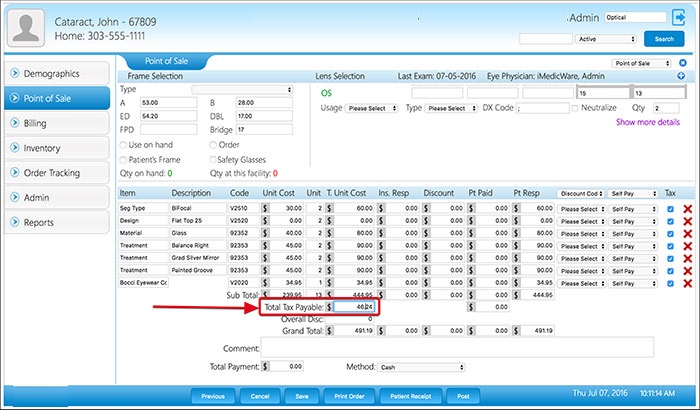 Cataract, John - 67809
Home: 303-555-1111
Admin Optical
Active Search
Demographics
Point of Sale
Billing
Inventory
Order Tracking
Admin
Reports
Point of Sale
Point of Sale
Frame Selection Lens Selection Last Exam: 07-05-2016 Eye Physician: iMedicWare, Admin
Type
OS 15 13
A 53.00 B 28.00
Usage Please Select Type Please Select DX Code ; Neutralize Qty 2
ED 54.20 DBL 17.00
Show more details
FPD Bridge 17
Use on hand Order
Patient's Frame Safety Glasses
Qty on hand: 0 Qty at this facility: 0
Item Description Code Unit Cost Unit T. Unit Cost Ins. Resp Discount Pt Paid Pt Resp Discount Cod Self Pay Tax
Seg Type BiFocal V2510 $ 30.00 2 $ 60.00 $ 0.00 $ 0.00 $ 0.00 $ 60.00 Please Select Self Pay
Design Flat Top 25 V2520 $ 0.00 2 $ 0.00 $ 0.00 $ 0.00 $ 0.00 $ 0.00 Please Select Self Pay
Material Glass 92352 $ 40.00 2 $ 80.00 $ 0.00 $ 0.00 $ 0.00 $ 80.00 Please Select Self Pay
Treatment Balance Right 92353 $ 45.00 2 $ 90.00 $ 0.00 $ 0.00 $ 0.00 $ 90.00 Please Select Self Pay
Treatment Grad Silver Mirror 92353 $ 45.00 2 $ 90.00 $ 0.00 $ 0.00 $ 0.00 $ 90.00 Please Select Self Pay
Treatment Painted Groove 92353 $ 45.00 2 $ 90.00 $ 0.00 $ 0.00 $ 0.00 $ 90.00 Please Select Self Pay
Bocci Eyewear Cc V2020 $ 34.95 1 $ 34.95 $ 0.00 $ 0.00 $ 0.00 $ 34.95 Please Select Self Pay
Sub Total $ 239.95 13 $ 444.95 $ 0.00 $ 0.00 $ 0.00 $ 444.95
Total Tax Payable: $ 46.24 $ 0.00
Overall Disc: 0
Grand Total: $ 491.19 $ 0.00 $ 0.00 $ 0.00 $ 491.19
Comment:
Total Payment: $ 0.00 Method: Cash
Previous Cancel Save Print Order Patient Receipt Post Thu Jul 07, 2016 10:11:14 AM